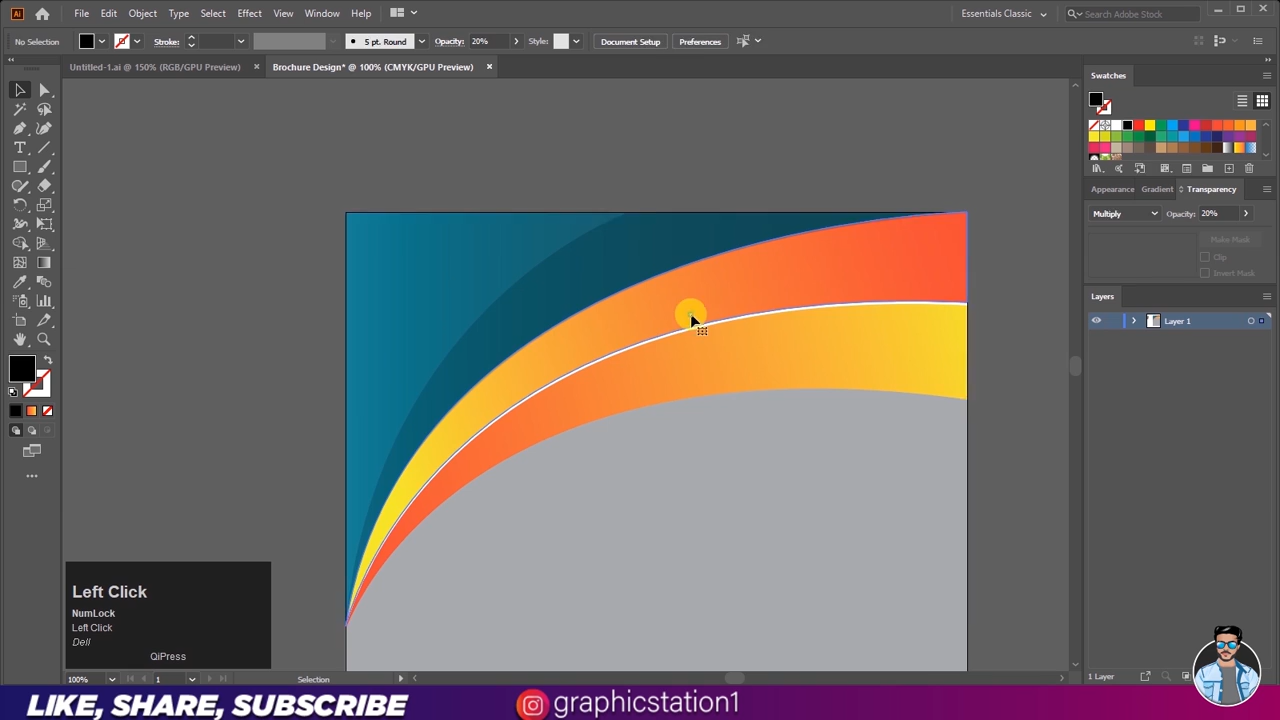 Ai File Edit Object Type Select Effect View Window Help Essentials Classic Search Adobe Stock
No Selection Stroke: 5 pt. Round Opacity: 20% Style: Document Setup Preferences
Untitled-1.ai @ 150% (RGB/GPU Preview) Brochure Design* @ 100% (CMYK/GPU Preview)
Swatches
Appearance Gradient Transparency
Multiply Opacity: 20%
Make Mask
Clip
Invert Mask
Layers
Layer 1
Left Click
NumLock
Left Click
Dell
QiPress
100% 1 Selection 1 Layer
LIKE, SHARE, SUBSCRIBE graphicstation1